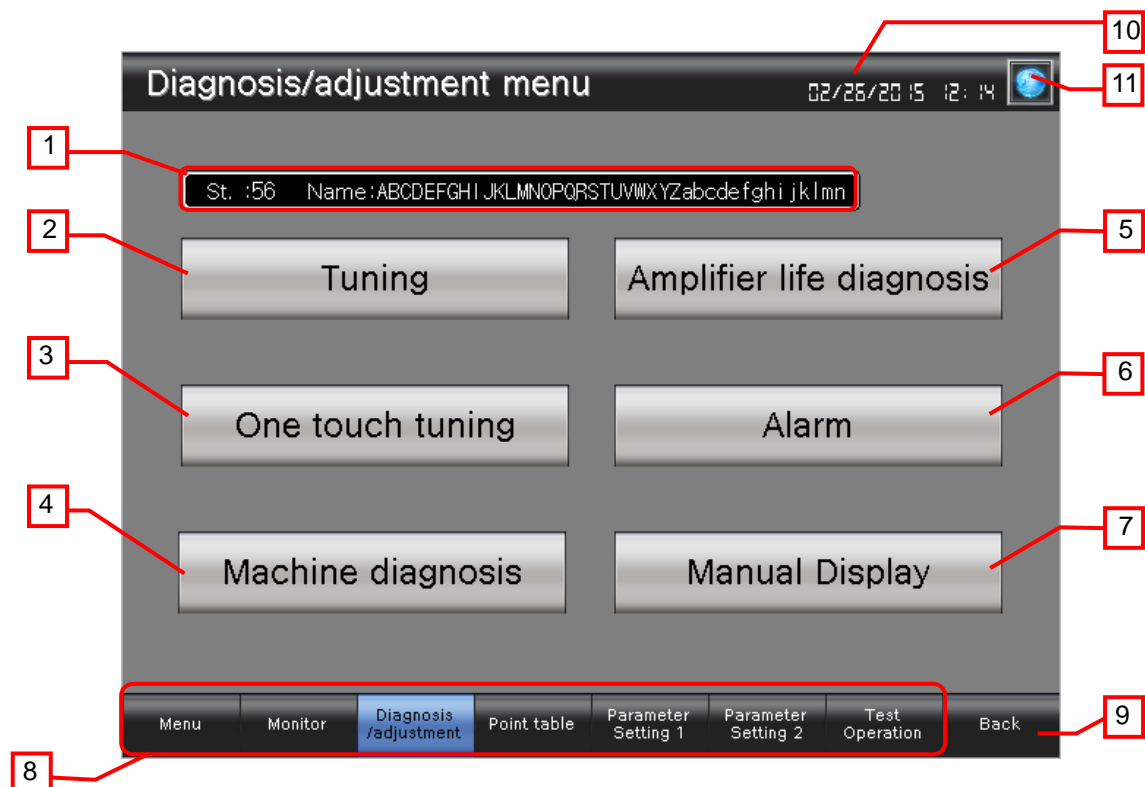 10
Diagnosis/adjustment menu 02/26/2015 12:14
11
1
St. :56 Name:ABCDEFGHIJKLMNOPQRSTUVWXYZabcdefghijklmn
2
5
Tuning
Amplifier life diagnosis
3
6
One touch tuning
Alarm
4
7
Machine diagnosis
Manual Display
Menu
Monitor
Diagnosis
/adjustment
Point table
Parameter
Setting 1
Parameter
Setting 2
Test
Operation
Back
9
8